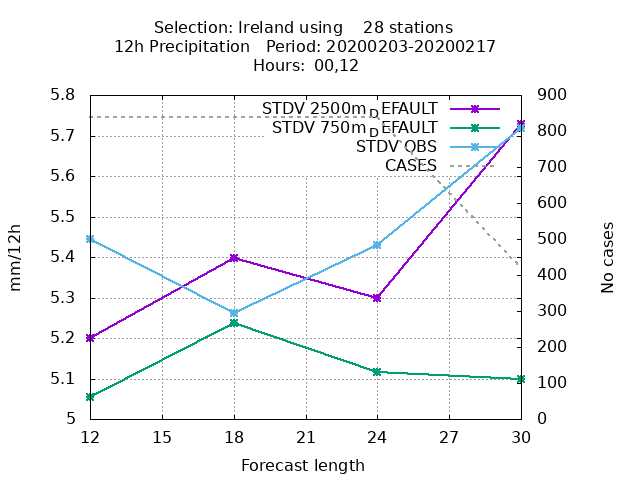 Selection: Ireland using 28 stations
12h Precipitation Period: 20200203-20200217
Hours: 00,12
STDV 2500m_DEFAULT
STDV 750m_DEFAULT
STDV OBS
CASES
mm/12h
5.8
5.7
5.6
5.5
5.4
5.3
5.2
5.1
5
900
800
700
600
500
400
300
200
100
0
No cases
12 15 18 21 24 27 30
Forecast length